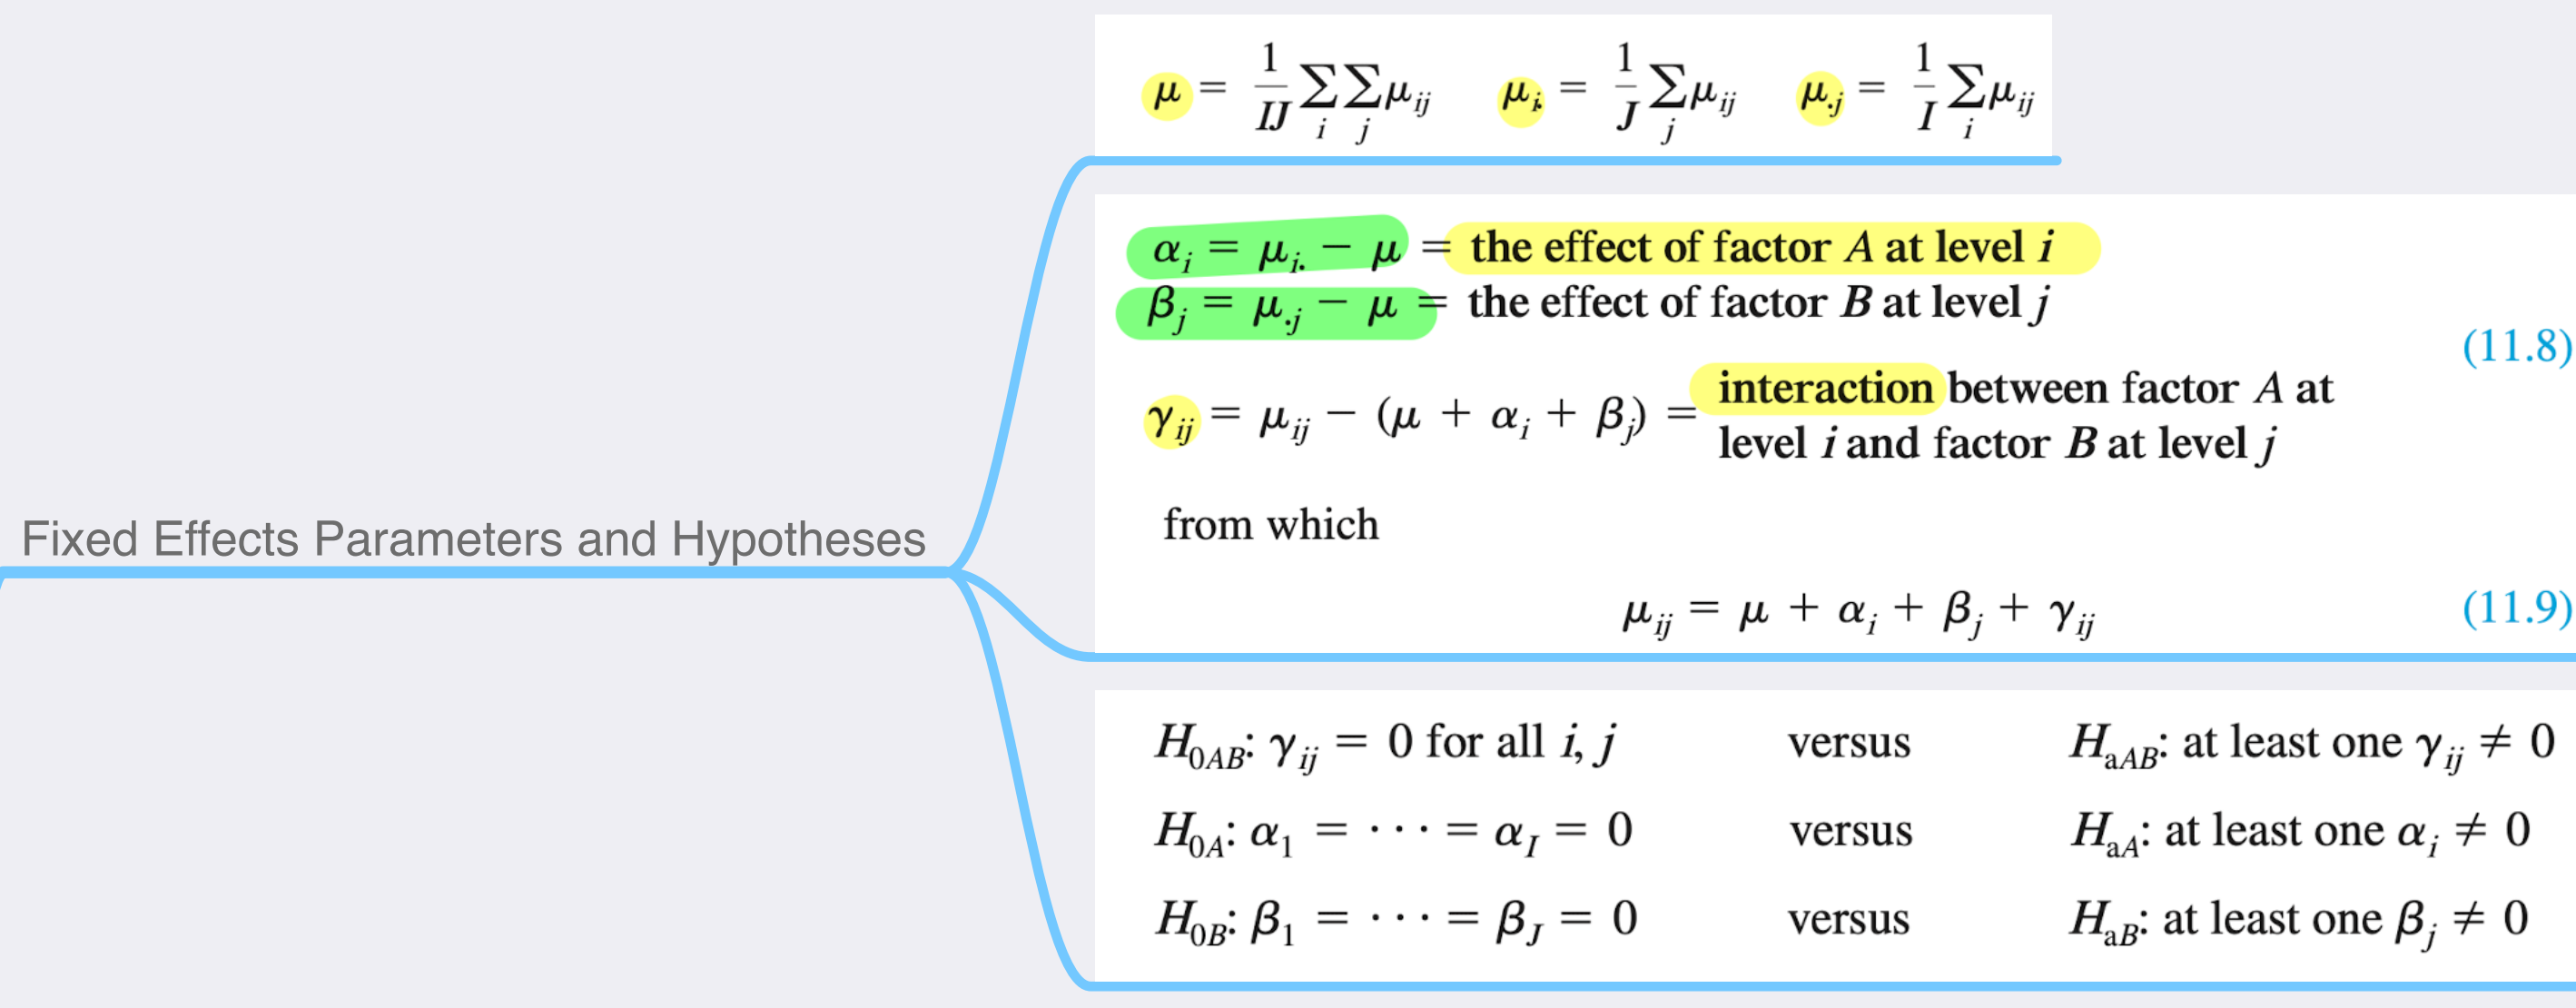 μ = 1/IJ ∑_i ∑_j μ_ij    μ_i. = 1/J ∑_j μ_ij    μ_.j = 1/I ∑_i μ_ij
α_i = μ_i. − μ = the effect of factor A at level i
β_j = μ_.j − μ = the effect of factor B at level j
(11.8)
γ_ij = μ_ij − (μ + α_i + β_j) = interaction between factor A at
level i and factor B at level j
from which
Fixed Effects Parameters and Hypotheses
μ_ij = μ + α_i + β_j + γ_ij    (11.9)
H_0AB: γ_ij = 0 for all i, j    versus    H_aAB: at least one γ_ij ≠ 0
H_0A: α_1 = · · · = α_I = 0    versus    H_aA: at least one α_i ≠ 0
H_0B: β_1 = · · · = β_J = 0    versus    H_aB: at least one β_j ≠ 0